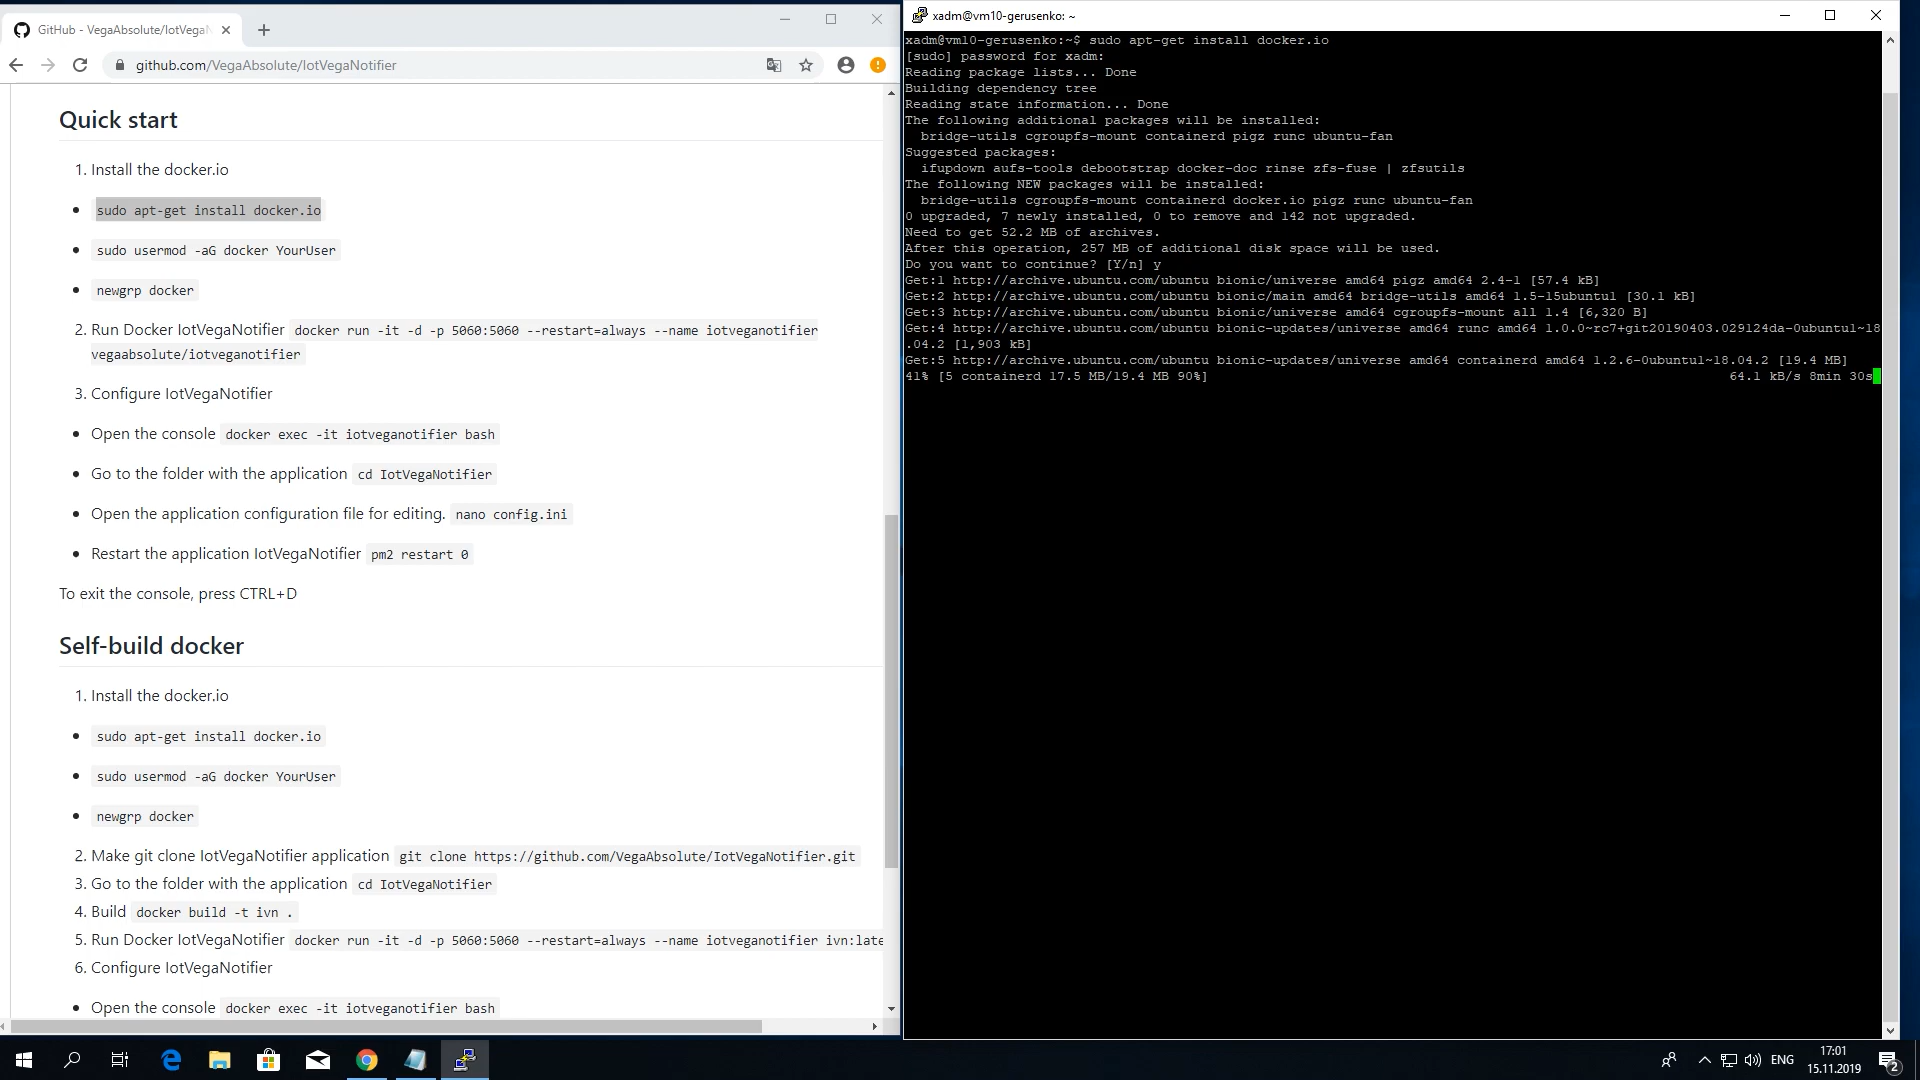 GitHub - VegaAbsolute/IotVegaN
github.com/VegaAbsolute/IotVegaNotifier
Quick start
1. Install the docker.io
• sudo apt-get install docker.io
• sudo usermod -aG docker YourUser
• newgrp docker
2. Run Docker IotVegaNotifier docker run -it -d -p 5060:5060 --restart=always --name iotveganotifier
vegaabsolute/iotveganotifier
3. Configure IotVegaNotifier
• Open the console docker exec -it iotveganotifier bash
• Go to the folder with the application cd IotVegaNotifier
• Open the application configuration file for editing. nano config.ini
• Restart the application IotVegaNotifier pm2 restart 0
To exit the console, press CTRL+D
Self-build docker
1. Install the docker.io
• sudo apt-get install docker.io
• sudo usermod -aG docker YourUser
• newgrp docker
2. Make git clone IotVegaNotifier application git clone https://github.com/VegaAbsolute/IotVegaNotifier.git
3. Go to the folder with the application cd IotVegaNotifier
4. Build docker build -t ivn .
5. Run Docker IotVegaNotifier docker run -it -d -p 5060:5060 --restart=always --name iotveganotifier ivn:late
6. Configure IotVegaNotifier
• Open the console docker exec -it iotveganotifier bash
xadm@vm10-gerusenko: ~
xadm@vm10-gerusenko:~$ sudo apt-get install docker.io
[sudo] password for xadm:
Reading package lists... Done
Building dependency tree
Reading state information... Done
The following additional packages will be installed:
bridge-utils cgroupfs-mount containerd pigz runc ubuntu-fan
Suggested packages:
ifupdown aufs-tools debootstrap docker-doc rinse zfs-fuse | zfsutils
The following NEW packages will be installed:
bridge-utils cgroupfs-mount containerd docker.io pigz runc ubuntu-fan
0 upgraded, 7 newly installed, 0 to remove and 142 not upgraded.
Need to get 52.2 MB of archives.
After this operation, 257 MB of additional disk space will be used.
Do you want to continue? [Y/n] y
Get:1 http://archive.ubuntu.com/ubuntu bionic/universe amd64 pigz amd64 2.4-1 [57.4 kB]
Get:2 http://archive.ubuntu.com/ubuntu bionic/main amd64 bridge-utils amd64 1.5-15ubuntu1 [30.1 kB]
Get:3 http://archive.ubuntu.com/ubuntu bionic/universe amd64 cgroupfs-mount all 1.4 [6,320 B]
Get:4 http://archive.ubuntu.com/ubuntu bionic-updates/universe amd64 runc amd64 1.0.0~rc7+git20190403.029124da-0ubuntu1~18
.04.2 [1,903 kB]
Get:5 http://archive.ubuntu.com/ubuntu bionic-updates/universe amd64 containerd amd64 1.2.6-0ubuntu1~18.04.2 [19.4 MB]
41% [5 containerd 17.5 MB/19.4 MB 90%] 64.1 kB/s 8min 30s
ENG
17:01
15.11.2019
2